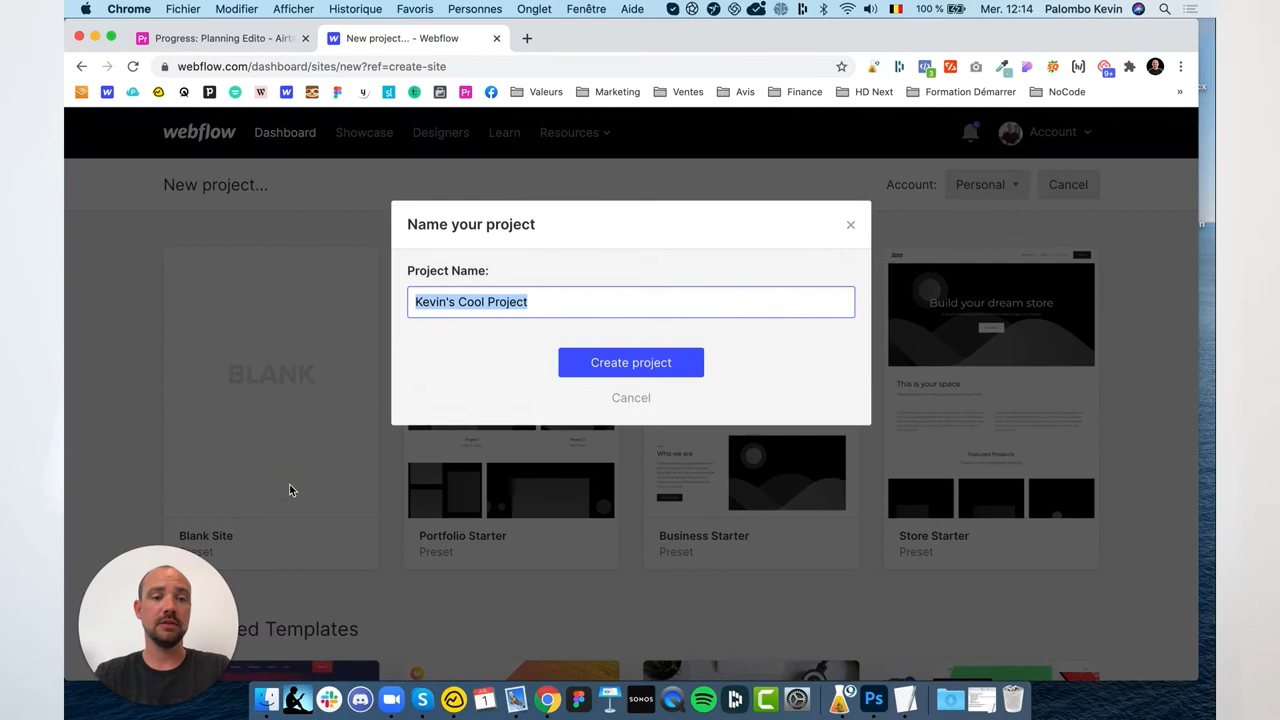 Chrome Fichier Modifier Afficher Historique Favoris Personnes Onglet Fenêtre Aide 100 % Mer. 12:14 Palombo Kevin
Progress: Planning Edito - Airta
New project... - Webflow
webflow.com/dashboard/sites/new?ref=create-site
Valeurs Marketing Ventes Avis Finance HD Next Formation Démarrer NoCode »
webflow Dashboard Showcase Designers Learn Resources Account
New project...
Account: Personal Cancel
Name your project
Project Name:
Kevin's Cool Project
Create project
Cancel
BLANK
Build your dream store
This is your space
Who we are
Featured Products
Blank Site
Preset
Portfolio Starter
Preset
Business Starter
Preset
Store Starter
Preset
ed Templates
SONOS